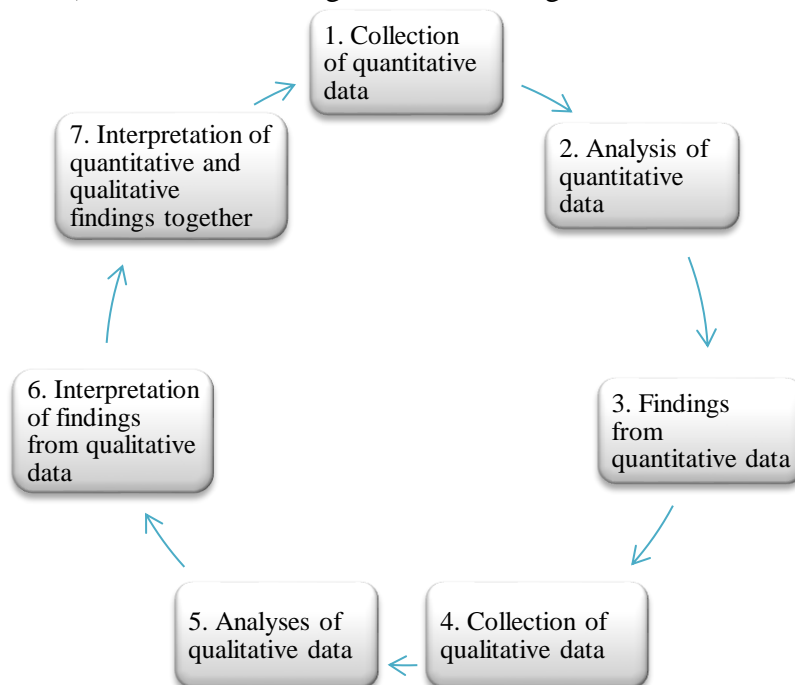 1. Collection
of quantitative
data
2. Analysis of
quantitative
data
3. Findings
from
quantitative data
4. Collection of
qualitative data
5. Analyses of
qualitative data
6. Interpretation
of findings
from qualitative
data
7. Interpretation of
quantitative and
qualitative
findings together